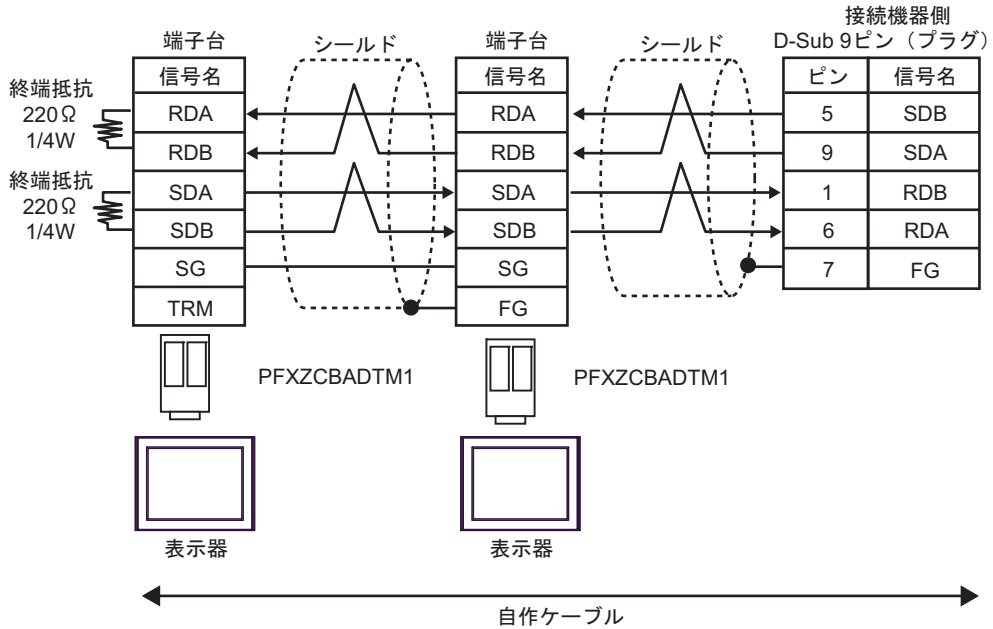 接続機器側
端子台
シールド
端子台
シールド
D-Sub 9ピン（プラグ）
終端抵抗
220Ω
1/4W
終端抵抗
220Ω
1/4W
信号名
RDA
RDB
SDA
SDB
SG
TRM
信号名
RDA
RDB
SDA
SDB
SG
FG
ピン 信号名
5 SDB
9 SDA
1 RDB
6 RDA
7 FG
PFXZCBADTM1
PFXZCBADTM1
表示器
表示器
自作ケーブル